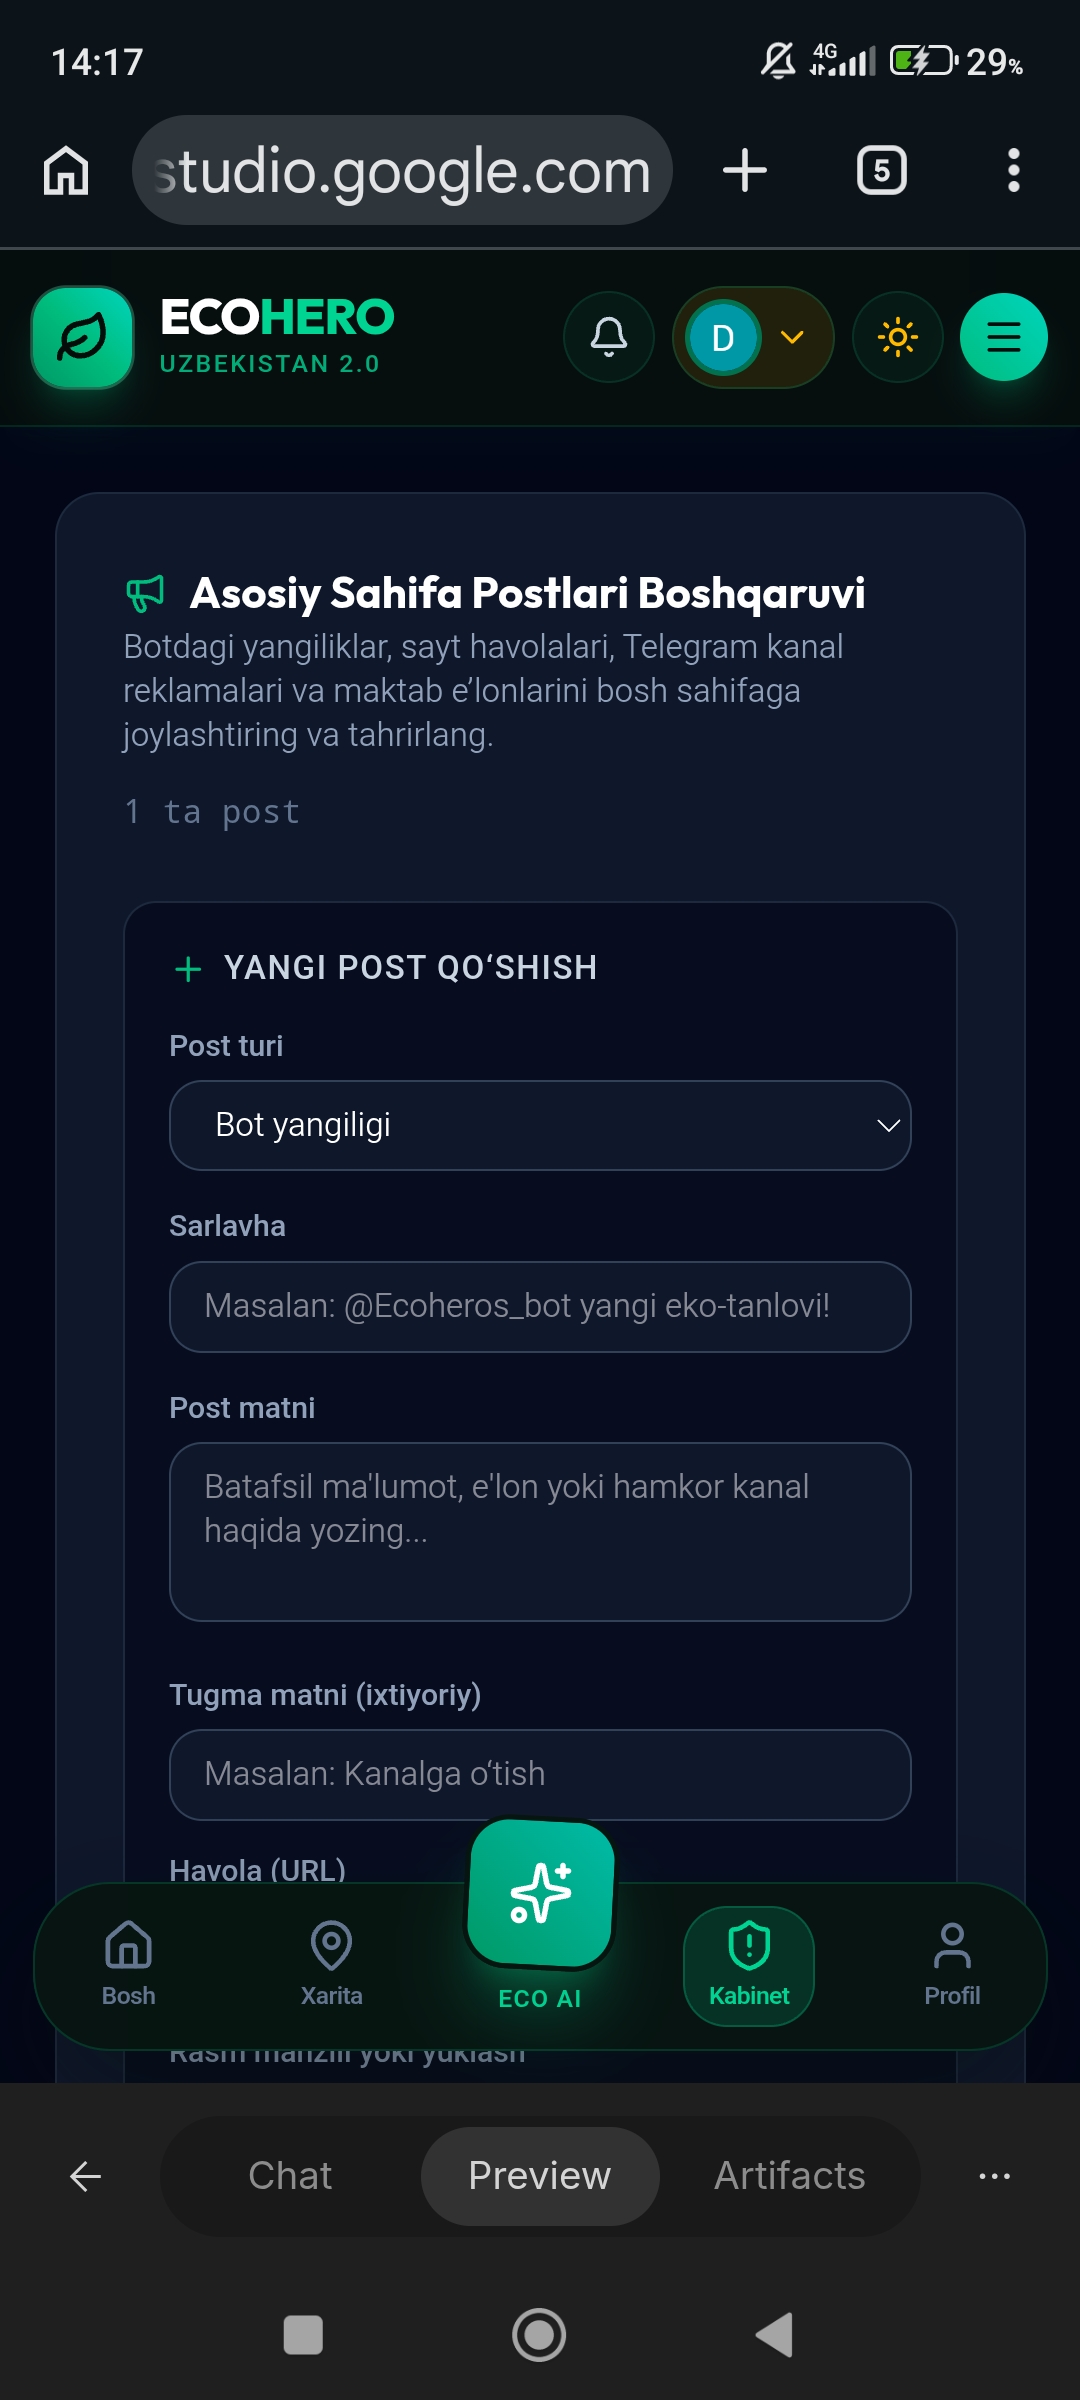 14:17
4G
29%
studio.google.com
5
ECOHERO
UZBEKISTAN 2.0
D
Asosiy Sahifa Postlari Boshqaruvi
Botdagi yangiliklar, sayt havolalari, Telegram kanal
reklamalari va maktab e’lonlarini bosh sahifaga
joylashtiring va tahrirlang.
1 ta post
YANGI POST QO‘SHISH
Post turi
Bot yangiligi
Sarlavha
Masalan: @Ecoheros_bot yangi eko-tanlovi!
Post matni
Batafsil ma'lumot, e'lon yoki hamkor kanal
haqida yozing...
Tugma matni (ixtiyoriy)
Masalan: Kanalga o‘tish
Havola (URL)
Bosh
Xarita
ECO AI
Kabinet
Profil
Rasm manzili yoki yuklash
Chat
Preview
Artifacts